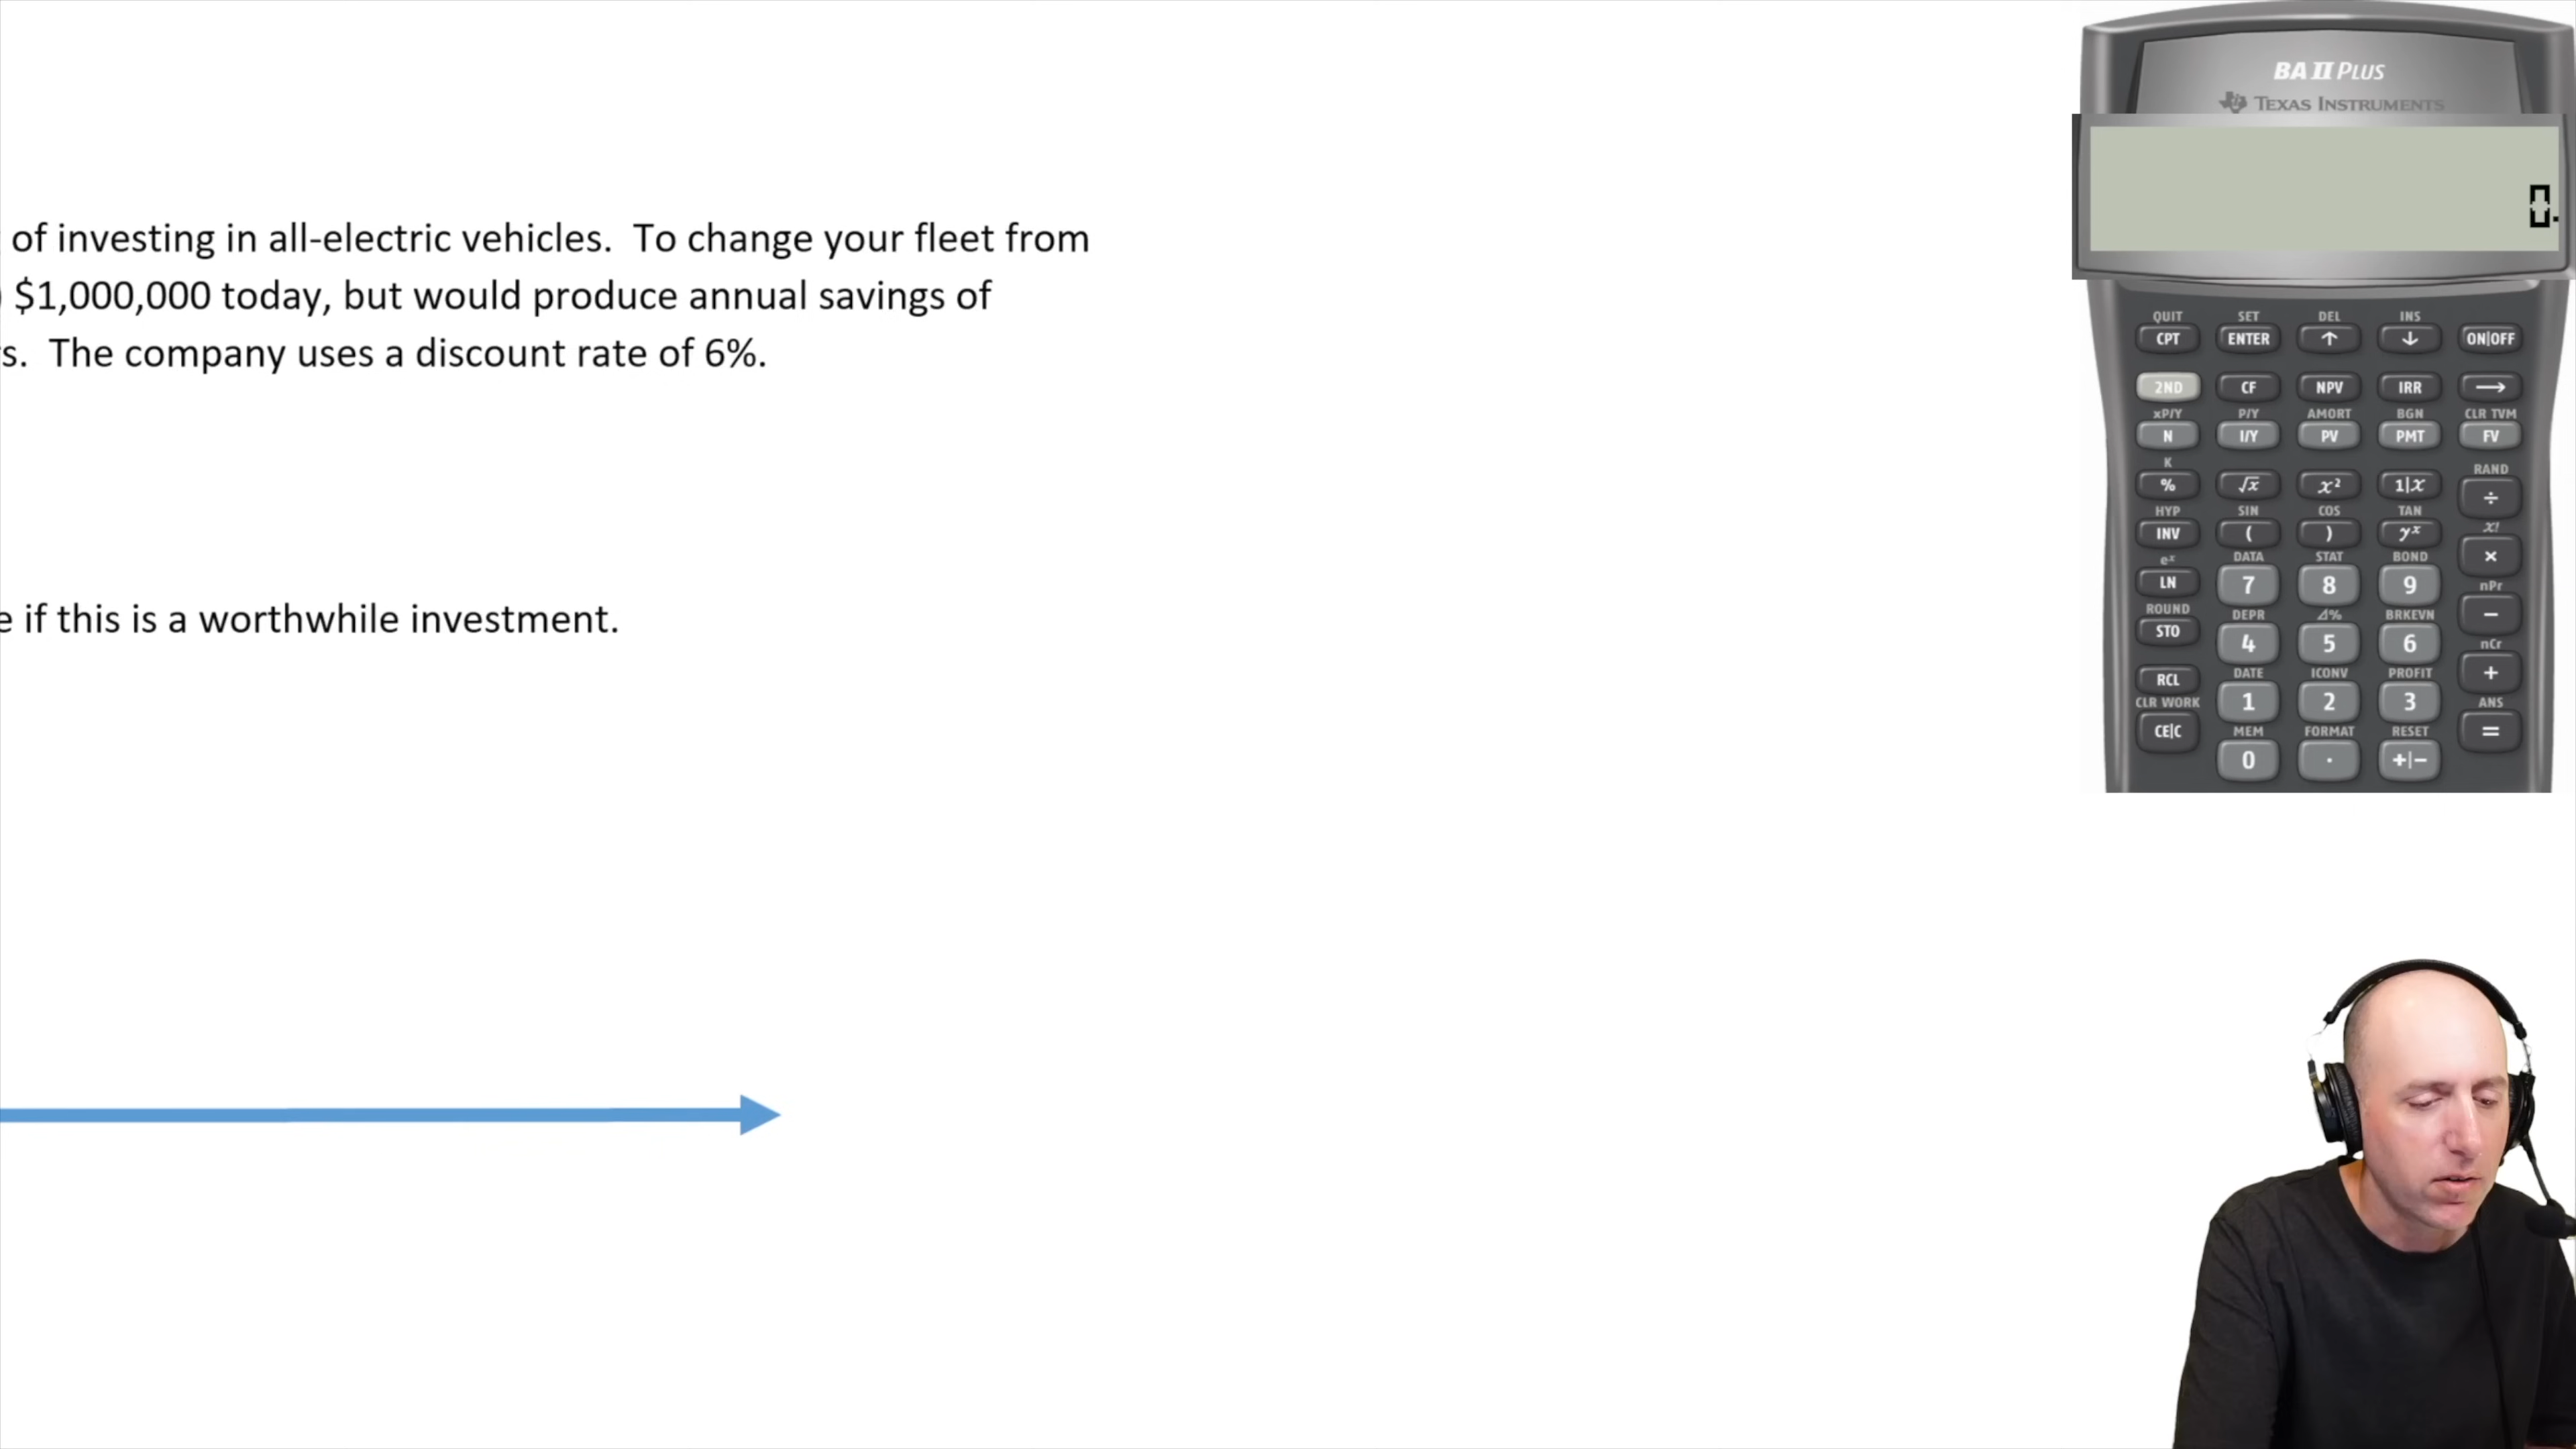 of investing in all-electric vehicles. To change your fleet from
$1,000,000 today, but would produce annual savings of
s. The company uses a discount rate of 6%.
e if this is a worthwhile investment.
BA II PLUS
TEXAS INSTRUMENTS
0.
QUIT SET DEL INS
CPT ENTER ↑ ↓ ON|OFF
2ND CF NPV IRR →
xP/Y P/Y AMORT BGN CLR TVM
N I/Y PV PMT FV
K RAND
% √x x² 1|x ÷
HYP SIN COS TAN x!
INV ( ) yˣ ×
eˣ DATA STAT BOND nPr
LN 7 8 9 −
ROUND DEPR Δ% BRKEVN nCr
STO 4 5 6 +
DATE ICONV PROFIT
RCL 1 2 3
CLR WORK ANS
CE|C =
MEM FORMAT RESET
0 . +|−